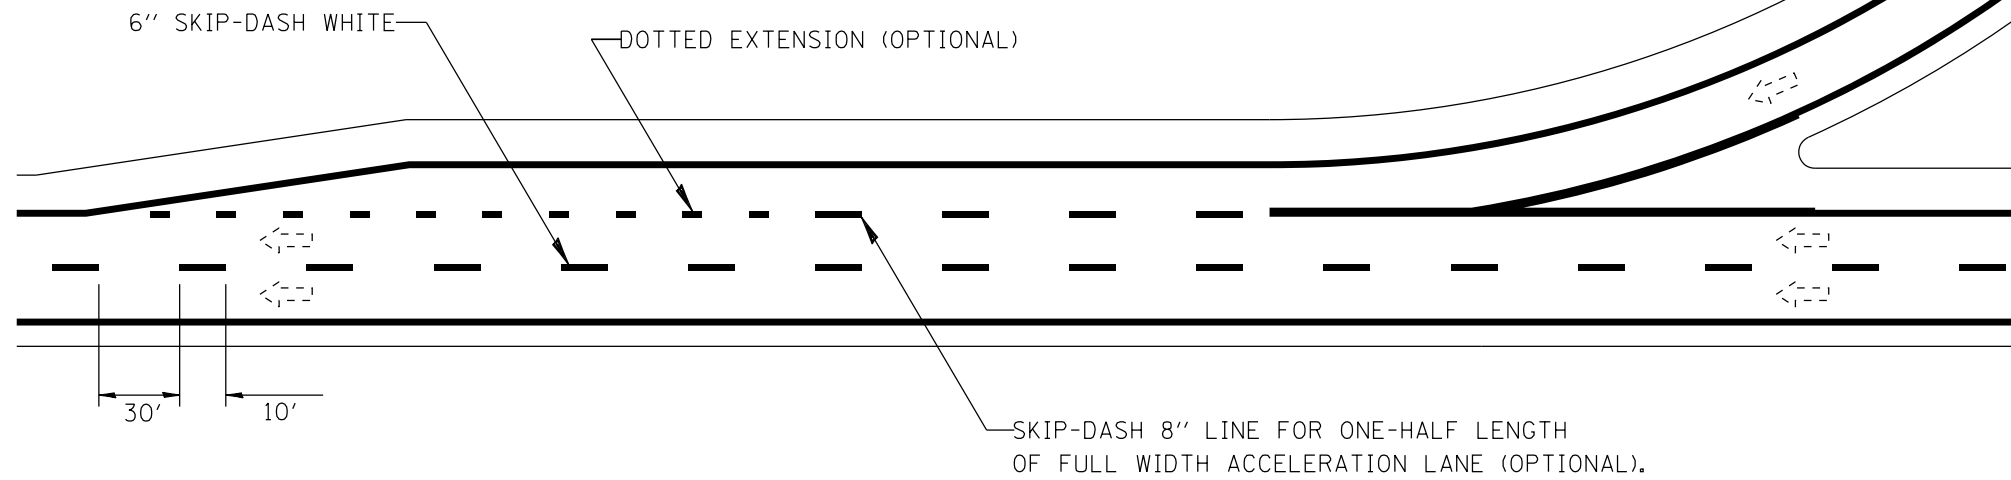 6" SKIP-DASH WHITE
DOTTED EXTENSION (OPTIONAL)
30'
10'
SKIP-DASH 8" LINE FOR ONE-HALF LENGTH
OF FULL WIDTH ACCELERATION LANE (OPTIONAL).